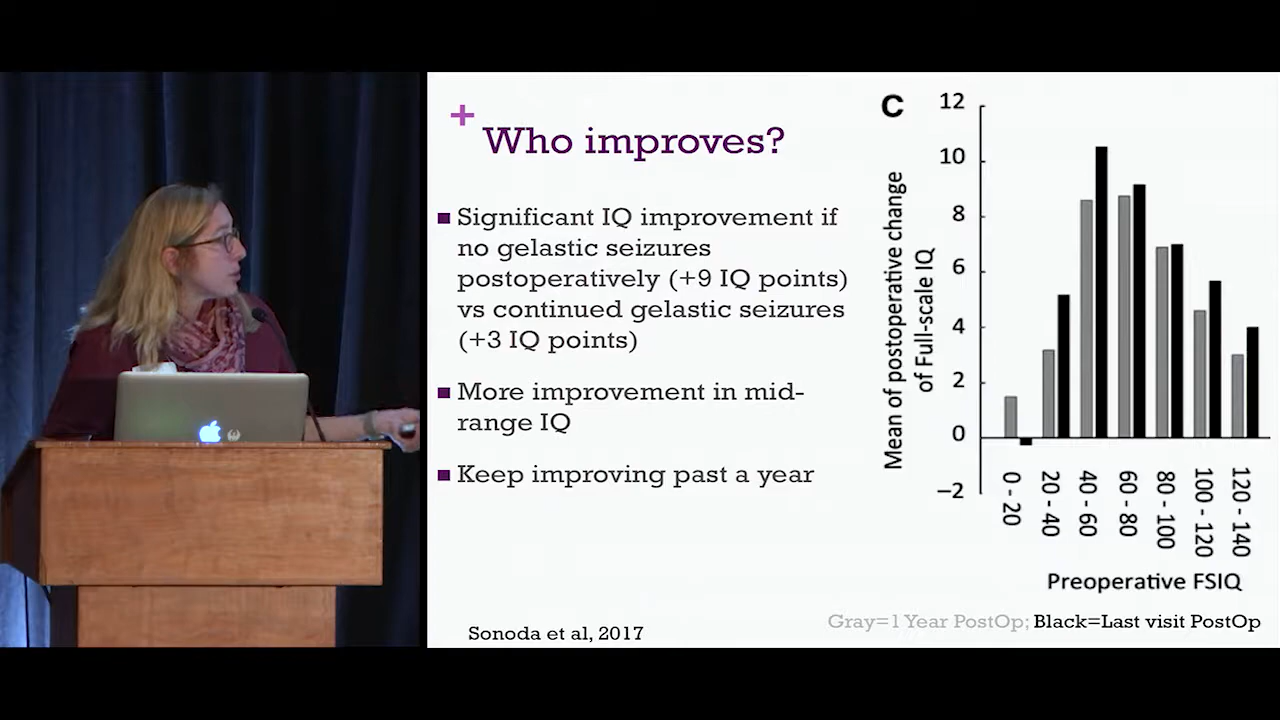 +
Who improves?
■ Significant IQ improvement if
no gelastic seizures
postoperatively (+9 IQ points)
vs continued gelastic seizures
(+3 IQ points)
■ More improvement in mid-
range IQ
■ Keep improving past a year
Sonoda et al, 2017
C
Mean of postoperative change
of Full-scale IQ
12
10
8
6
4
2
0
–2
0 - 20
20 - 40
40 - 60
60 - 80
80 - 100
100 - 120
120 - 140
Preoperative FSIQ
Gray=1 Year PostOp; Black=Last visit PostOp